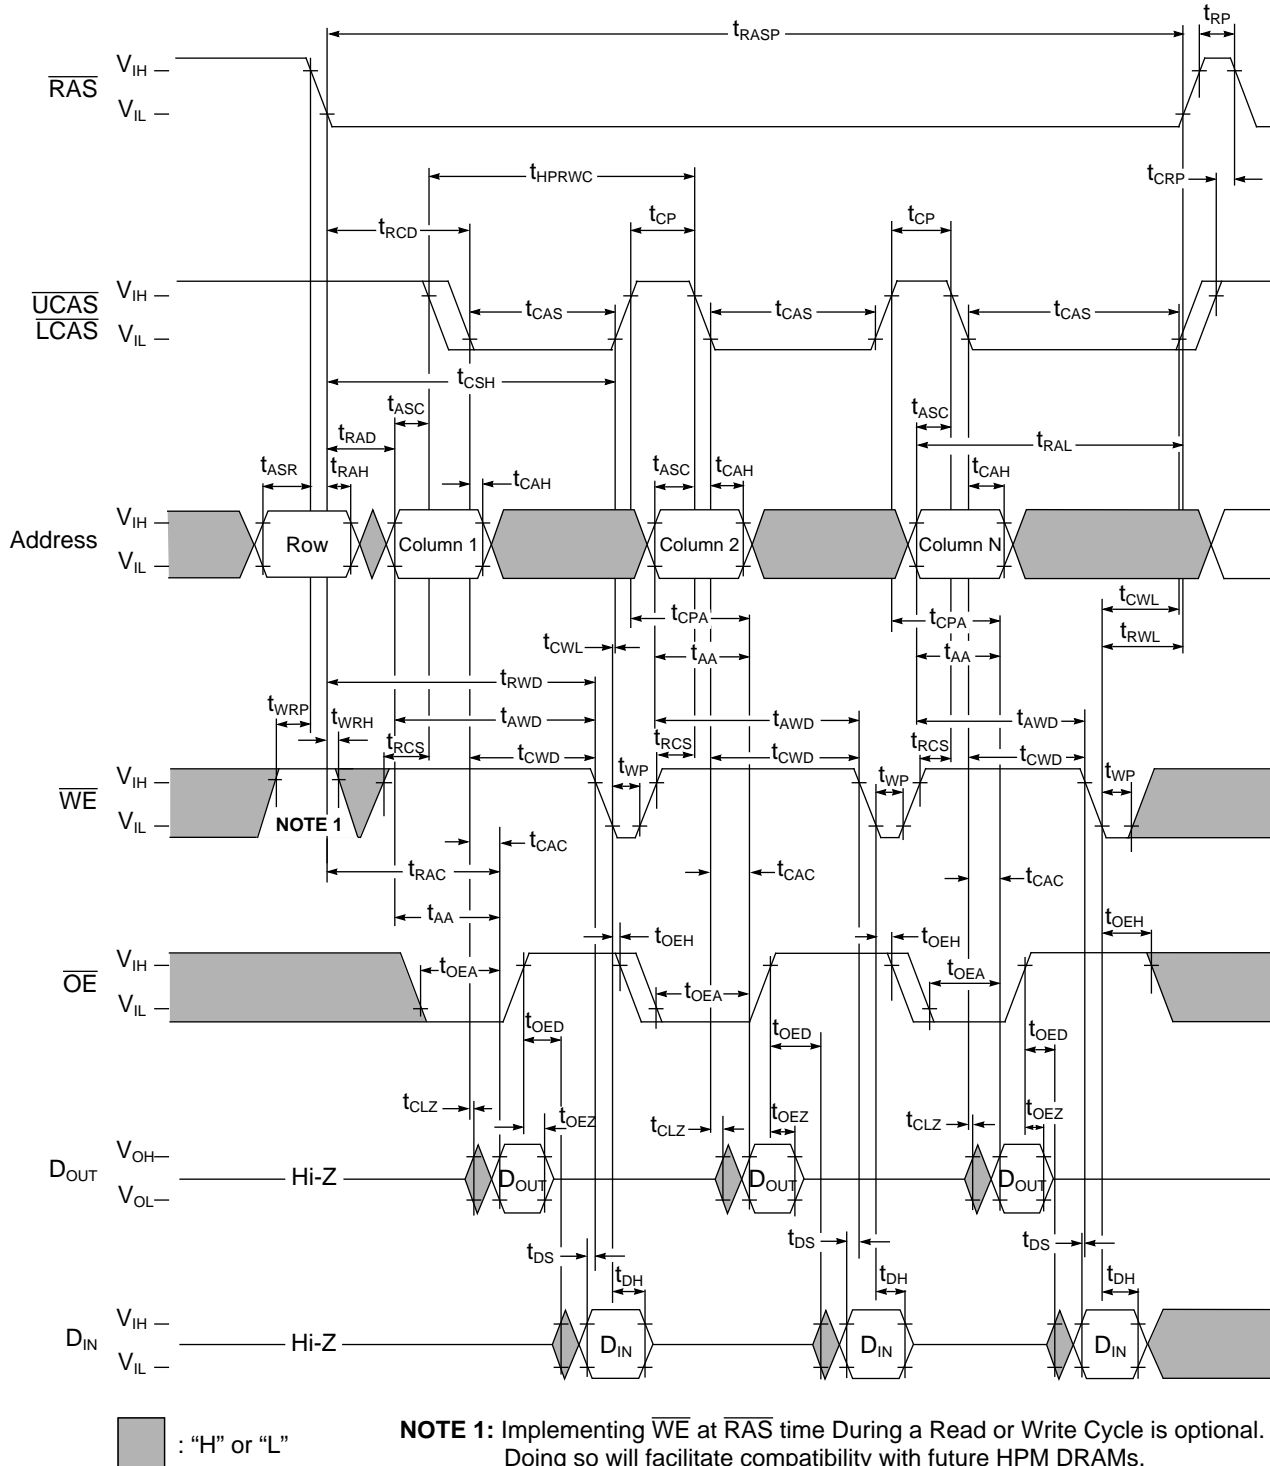 tRP
tRASP
RAS VIH
VIL
tHPRWC
tCRP
tCP tCP
tRCD
UCAS VIH
LCAS VIL
tCAS tCAS tCAS
tCSH
tASC tASC
tRAD tRAL
tASR tRAH tASC tCAH tCAH
tCAH
Address VIH
VIL
Row Column 1 Column 2 Column N
tCWL
tCPA tCPA
tRWL
tCWL tAA tAA
tRWD
tWRP tWRH tAWD tAWD tAWD
tRCS tCWD tRCS tCWD tRCS tCWD
WE VIH
VIL
tWP tWP tWP
NOTE 1
tCAC
tRAC tCAC tCAC
tAA
tOEH tOEH tOEH
OE VIH
VIL
tOEA tOEA tOEA
tOED tOED tOED
tCLZ tOEZ tCLZ tOEZ tCLZ tOEZ
DOUT VOH
VOL
Hi-Z DOUT DOUT DOUT
tDS tDS tDS
tDH tDH tDH
DIN VIH
VIL
Hi-Z DIN DIN DIN
: “H” or “L”
NOTE 1: Implementing WE at RAS time During a Read or Write Cycle is optional.
Doing so will facilitate compatibility with future HPM DRAMs.